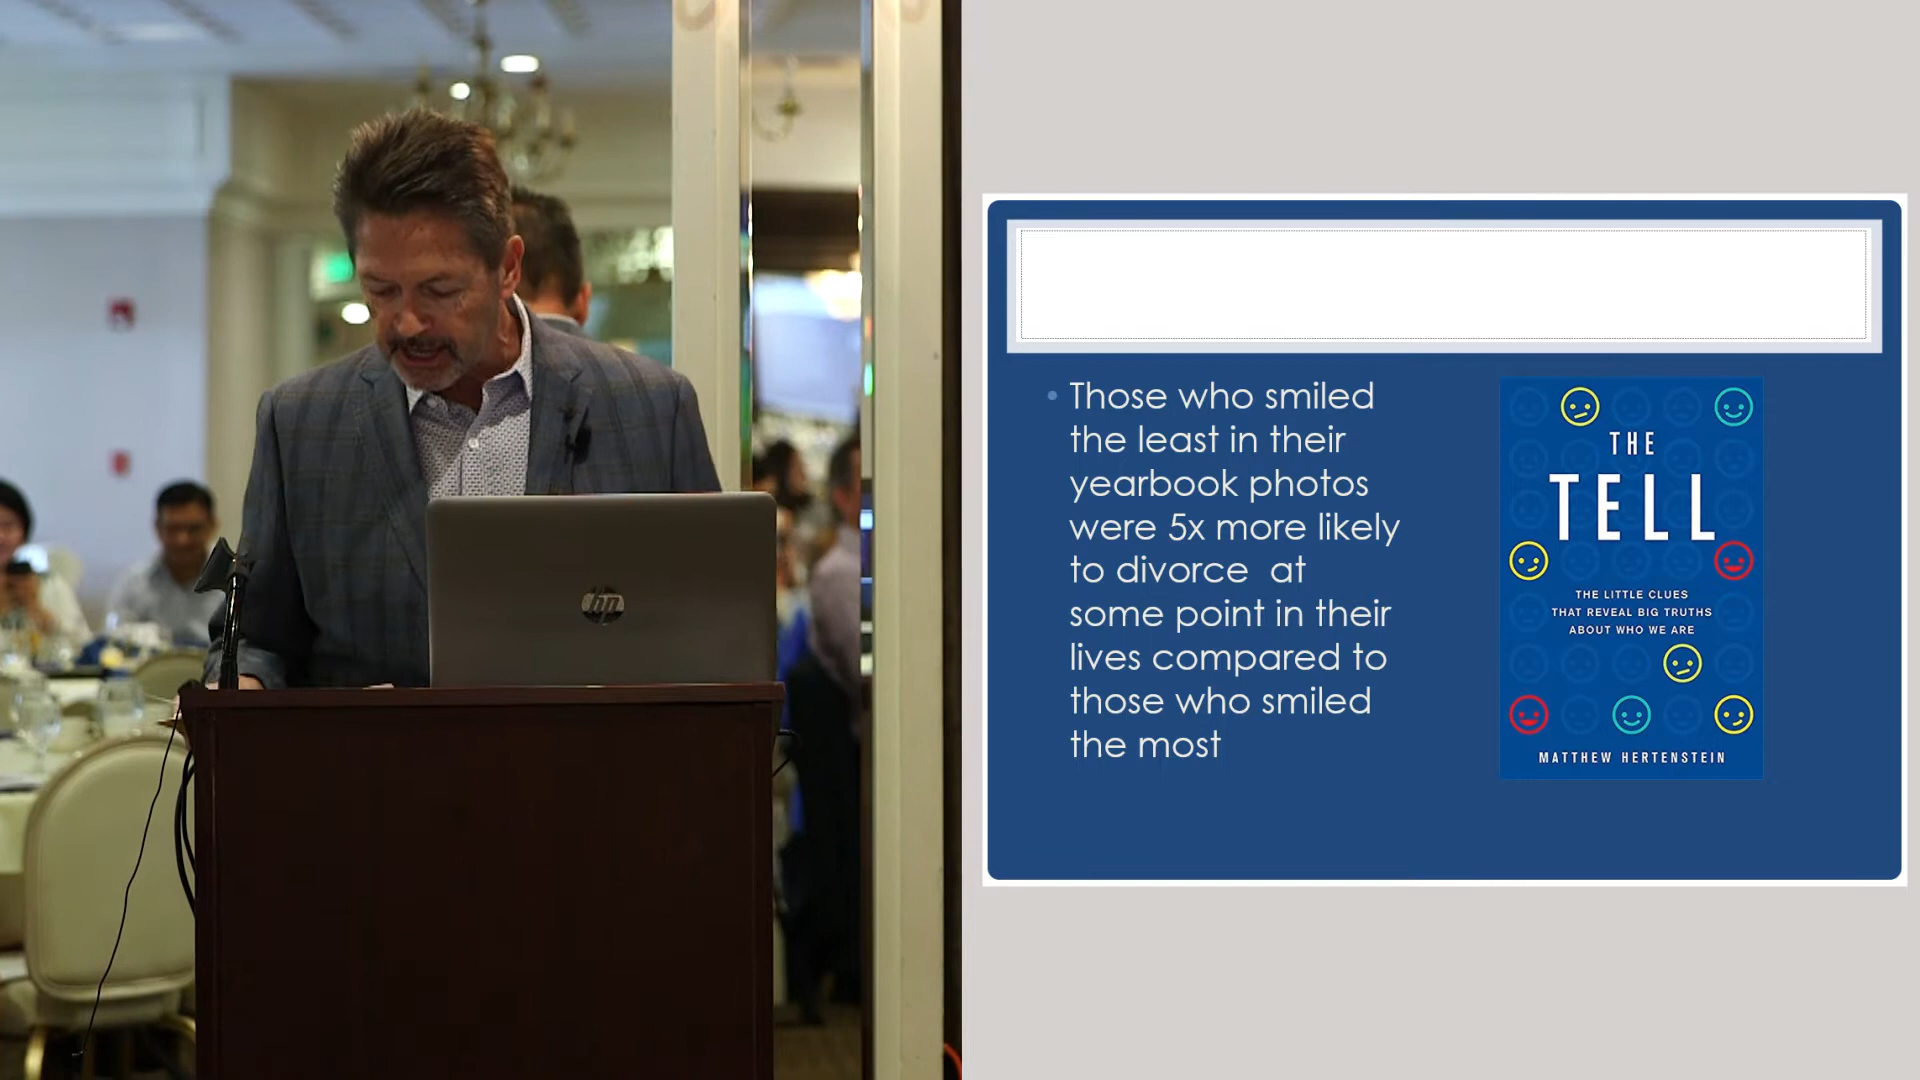 Those who smiled
the least in their
yearbook photos
were 5x more likely
to divorce  at
some point in their
lives compared to
those who smiled
the most
THE
TELL
THE LITTLE CLUES
THAT REVEAL BIG TRUTHS
ABOUT WHO WE ARE
MATTHEW HERTENSTEIN
hp